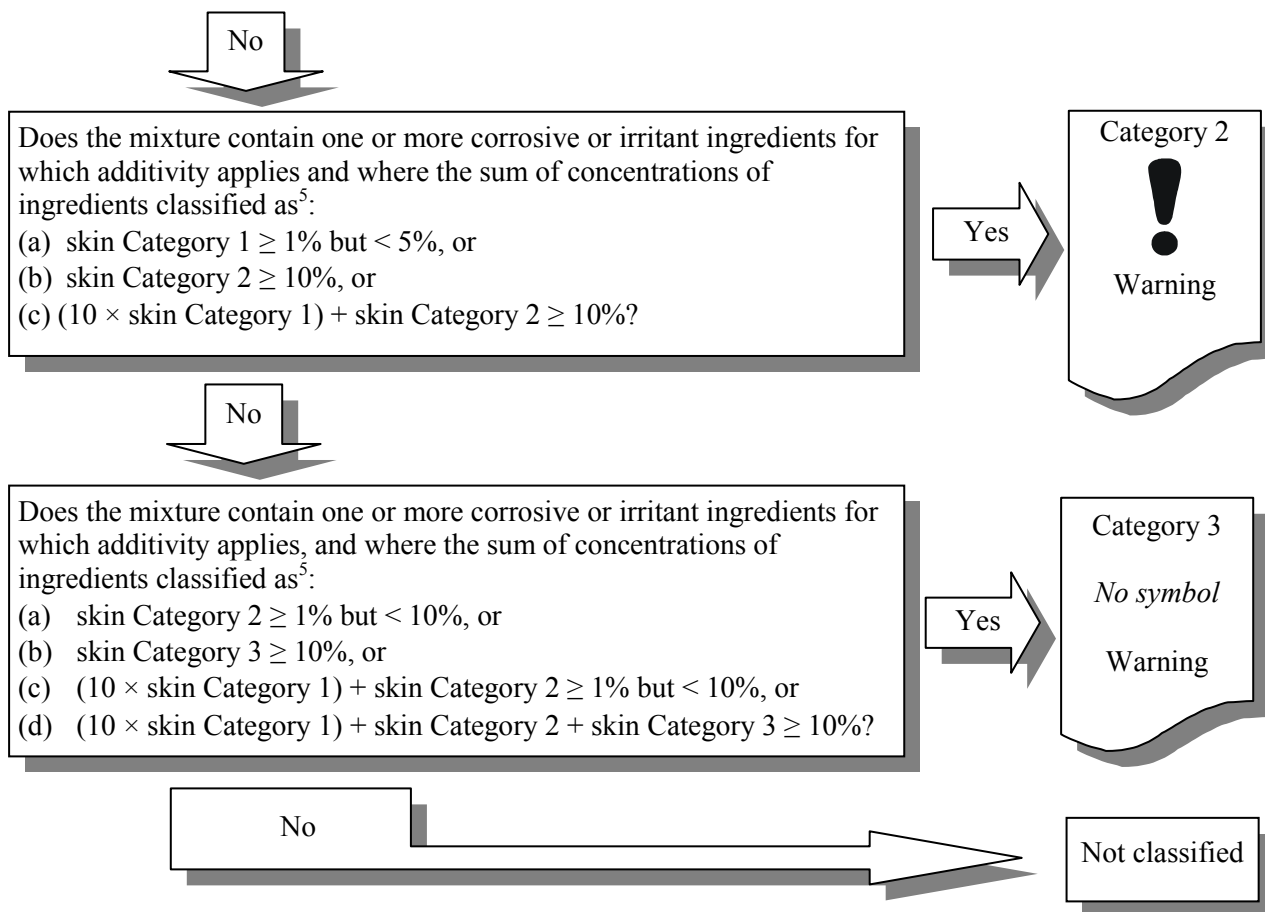 No
Does the mixture contain one or more corrosive or irritant ingredients for
which additivity applies and where the sum of concentrations of
ingredients classified as⁵:
(a) skin Category 1 ≥ 1% but < 5%, or
(b) skin Category 2 ≥ 10%, or
(c) (10 × skin Category 1) + skin Category 2 ≥ 10%?
Yes
Category 2
!
Warning
No
Does the mixture contain one or more corrosive or irritant ingredients for
which additivity applies, and where the sum of concentrations of
ingredients classified as⁵:
(a) skin Category 2 ≥ 1% but < 10%, or
(b) skin Category 3 ≥ 10%, or
(c) (10 × skin Category 1) + skin Category 2 ≥ 1% but < 10%, or
(d) (10 × skin Category 1) + skin Category 2 + skin Category 3 ≥ 10%?
Yes
Category 3
No symbol
Warning
No
Not classified